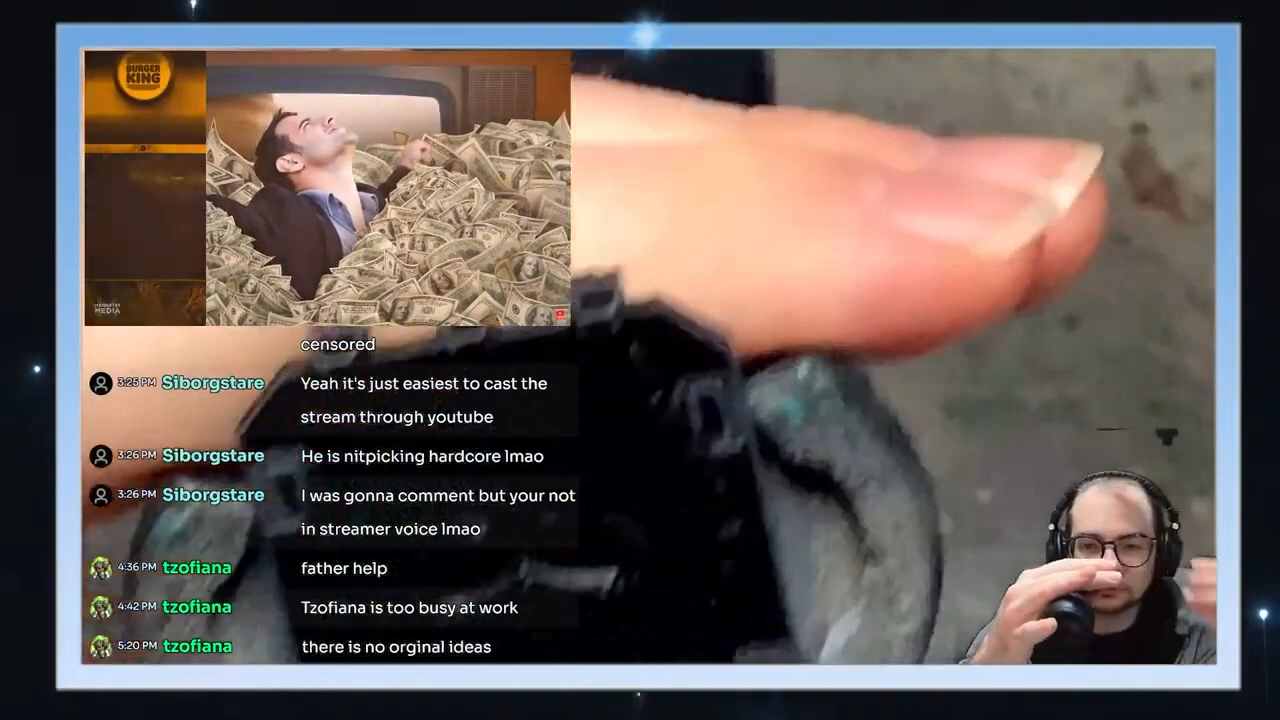 BURGER
KING
MEDIA
censored
3:25 PM Siborgstare Yeah it's just easiest to cast the
stream through youtube
3:26 PM Siborgstare He is nitpicking hardcore lmao
3:26 PM Siborgstare I was gonna comment but your not
in streamer voice lmao
4:36 PM tzofiana father help
4:42 PM tzofiana Tzofiana is too busy at work
5:20 PM tzofiana there is no orginal ideas